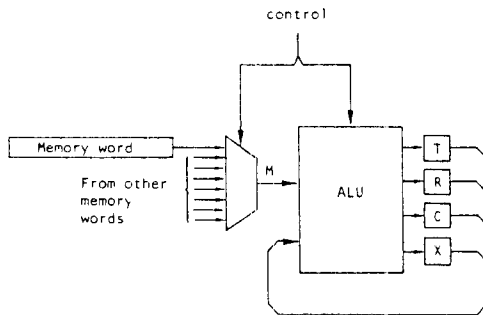 control
Memory word
From other
memory
words
M
ALU
T
R
C
X